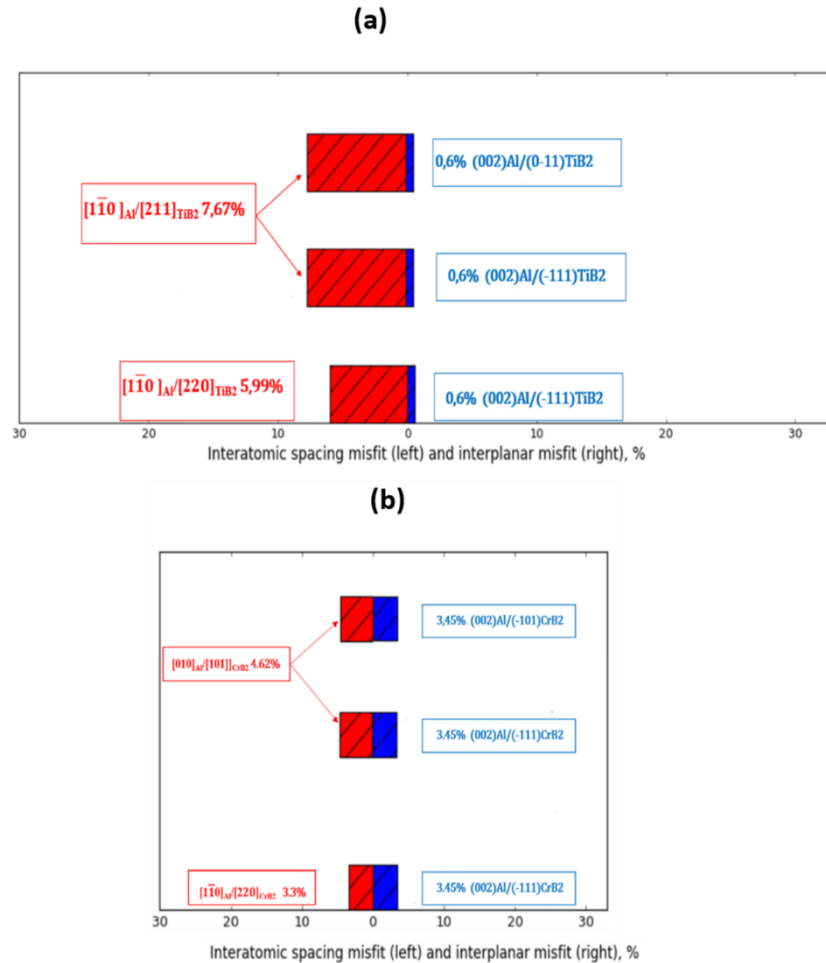 (a)
0,6% (002)Al/(0-11)TiB2
[11̅0 ]Al/[211]TiB2 7,67%
0,6% (002)Al/(-111)TiB2
[11̅0 ]Al/[220]TiB2 5,99%
0,6% (002)Al/(-111)TiB2
30 20 10 0 10 20 30
Interatomic spacing misfit (left) and interplanar misfit (right), %
(b)
3,45% (002)Al/(-101)CrB2
[010]Al/[101]]CrB2 4.62%
3.45% (002)Al/(-111)CrB2
[11̅0]Al/[220]CrB2 3.3%
3.45% (002)Al/(-111)CrB2
30 20 10 0 10 20 30
Interatomic spacing misfit (left) and interplanar misfit (right), %